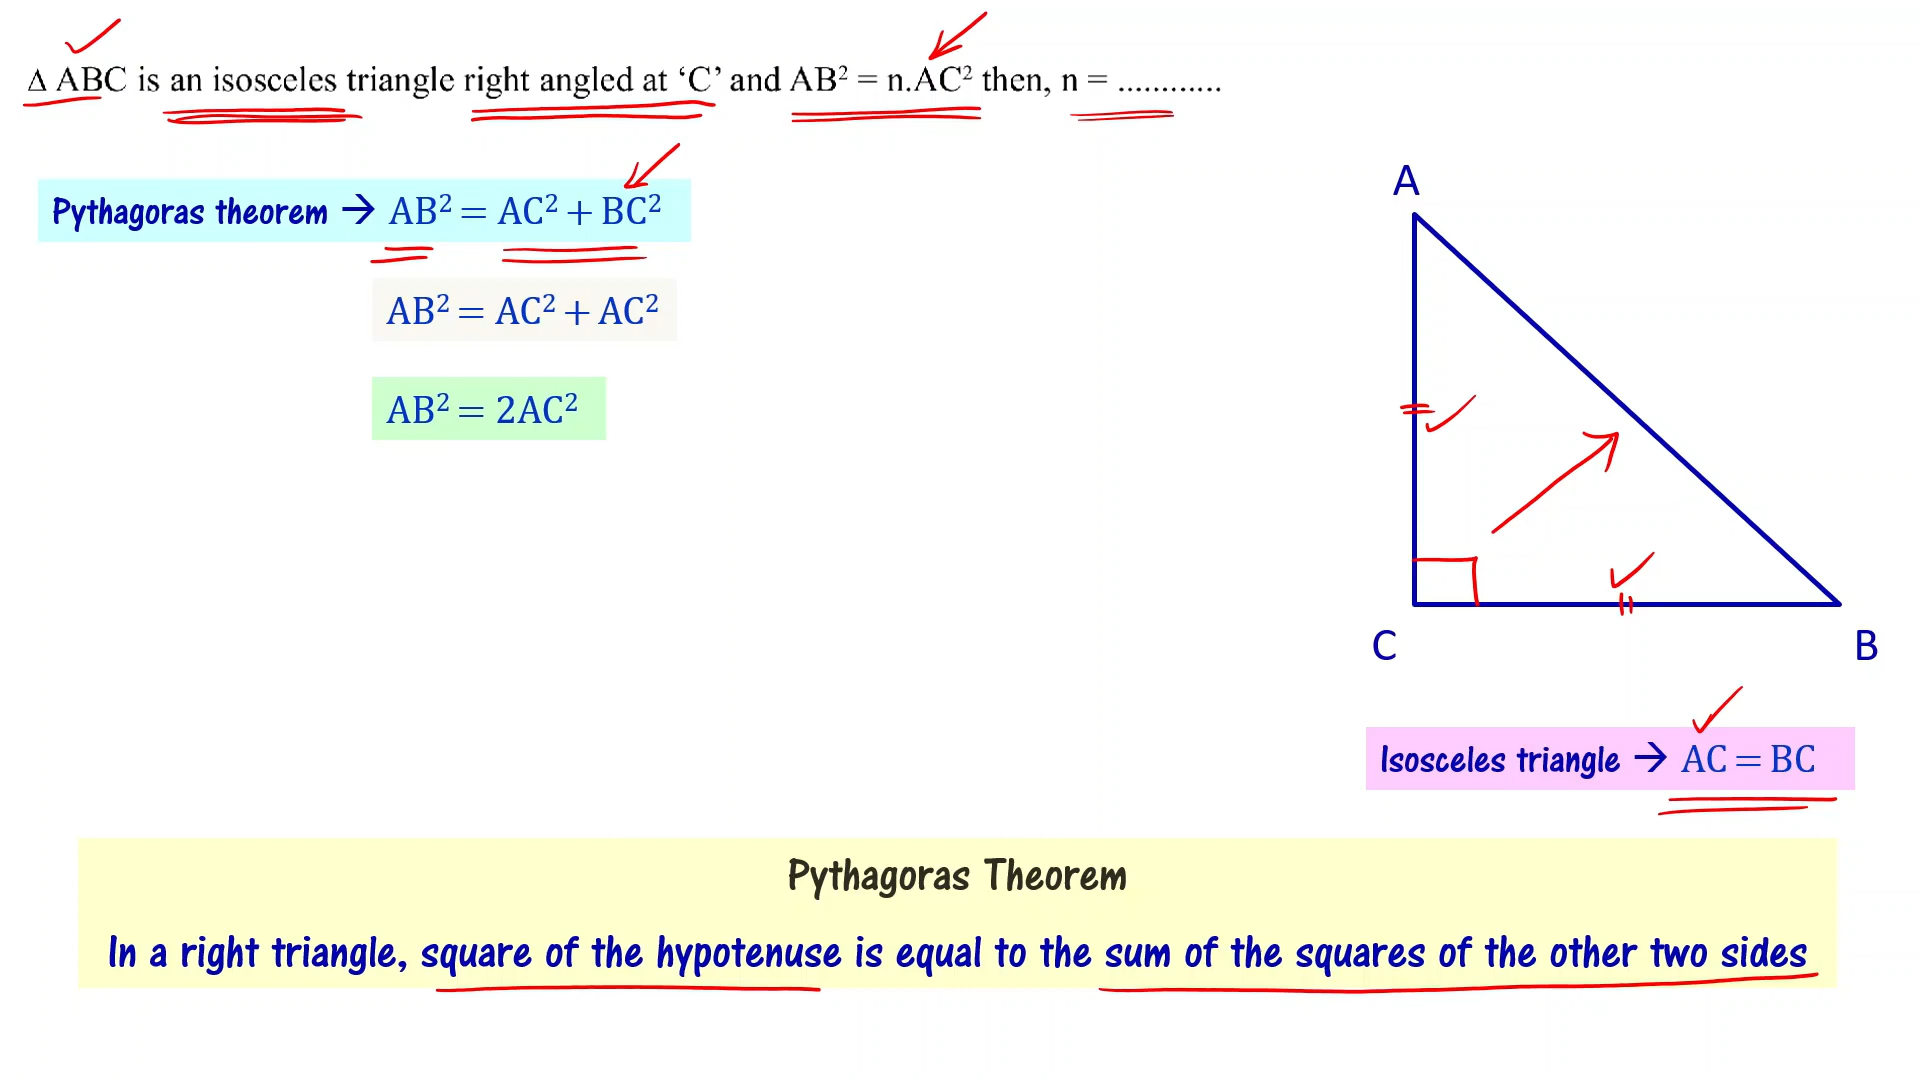 Δ ABC is an isosceles triangle right angled at ‘C’ and AB² = n.AC² then, n = ............
Pythagoras theorem → AB² = AC² + BC²
AB² = AC² + AC²
AB² = 2AC²
A
C
B
Isosceles triangle → AC = BC
Pythagoras Theorem
In a right triangle, square of the hypotenuse is equal to the sum of the squares of the other two sides